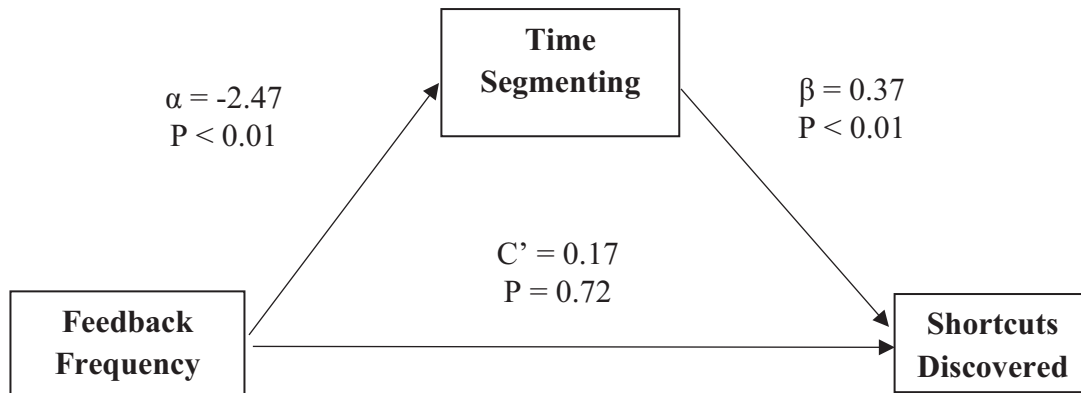 Time
Segmenting
α = -2.47
P < 0.01
β = 0.37
P < 0.01
C’ = 0.17
P = 0.72
Feedback
Frequency
Shortcuts
Discovered